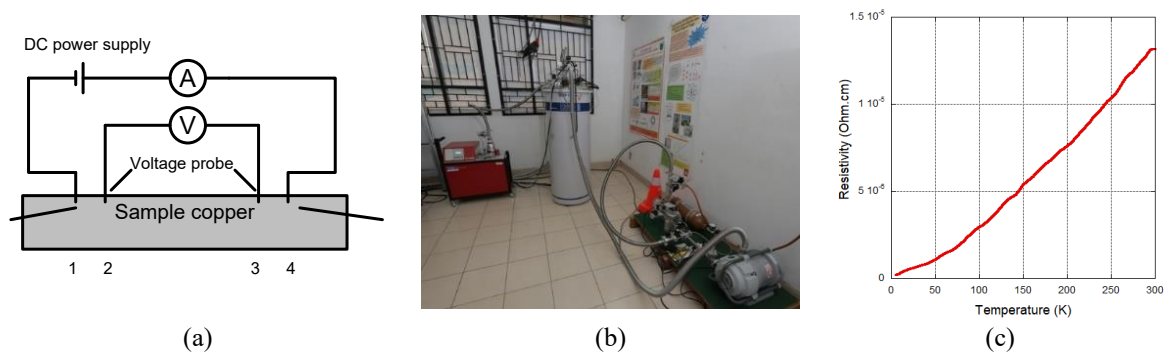 DC power supply
A
V
Voltage probe
Sample copper
1 2 3 4
(a)
(b)
1.5 10⁻⁵
1 10⁻⁵
5 10⁻⁶
0
Resistivity (Ohm.cm)
0 50 100 150 200 250 300
Temperature (K)
(c)